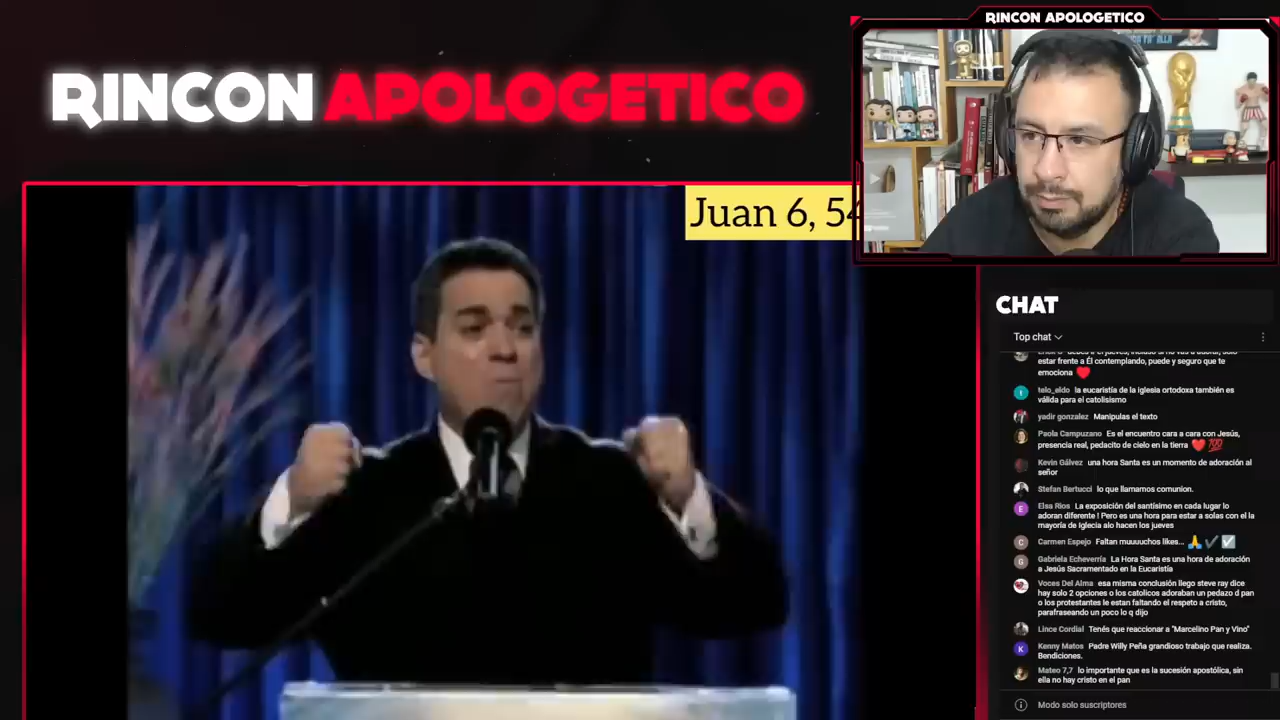 RINCON APOLOGETICO
RINCON APOLOGETICO
Juan 6, 54
CHAT
Top chat
estar frente a Él contemplando, puede y seguro que te
emociona
telo_eldo la eucaristía de la iglesia ortodoxa también es
válida para el catolisismo
yadir gonzalez Manipulas el texto
Paola Campuzano Es el encuentro cara a cara con Jesús,
presencia real, pedacito de cielo en la tierra ❤️ 💯
Kevin Gálvez una hora Santa es un momento de adoración al
señor
Stefan Bertucci lo que llamamos comunion.
Elsa Rios La exposición del santísimo en cada lugar lo
adoran diferente ! Pero es una hora para estar a solas con el la
mayoría de Iglecia alo hacen los jueves
Carmen Espejo Faltan muuuuchos likes... 🙏 ✔️ ☑️
Gabriela Echeverría La Hora Santa es una hora de adoración
a Jesús Sacramentado en la Eucaristía
Voces Del Alma esa misma conclusión llego steve ray dice
hay solo 2 opciones o los catolicos adoraban un pedazo d pan
o los protestantes le estan faltando el respeto a cristo,
parafraseando un poco lo q dijo
Lince Cordial Tenés que reaccionar a "Marcelino Pan y Vino"
Kenny Matos Padre Willy Peña grandioso trabajo que realiza.
Bendiciones.
Mateo 7,7 lo importante que es la sucesión apostólica, sin
ella no hay cristo en el pan
Modo solo suscriptores